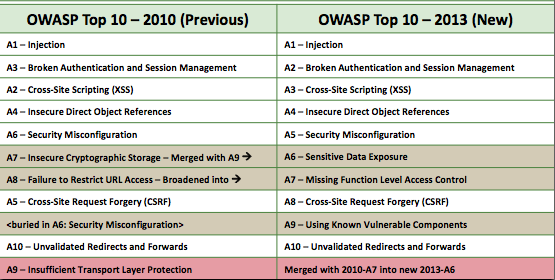 OWASP Top 10 – 2010 (Previous) OWASP Top 10 – 2013 (New)
A1 – Injection A1 – Injection
A3 – Broken Authentication and Session Management A2 – Broken Authentication and Session Management
A2 – Cross-Site Scripting (XSS) A3 – Cross-Site Scripting (XSS)
A4 – Insecure Direct Object References A4 – Insecure Direct Object References
A6 – Security Misconfiguration A5 – Security Misconfiguration
A7 – Insecure Cryptographic Storage – Merged with A9 → A6 – Sensitive Data Exposure
A8 – Failure to Restrict URL Access – Broadened into → A7 – Missing Function Level Access Control
A5 – Cross-Site Request Forgery (CSRF) A8 – Cross-Site Request Forgery (CSRF)
<buried in A6: Security Misconfiguration> A9 – Using Known Vulnerable Components
A10 – Unvalidated Redirects and Forwards A10 – Unvalidated Redirects and Forwards
A9 – Insufficient Transport Layer Protection Merged with 2010-A7 into new 2013-A6